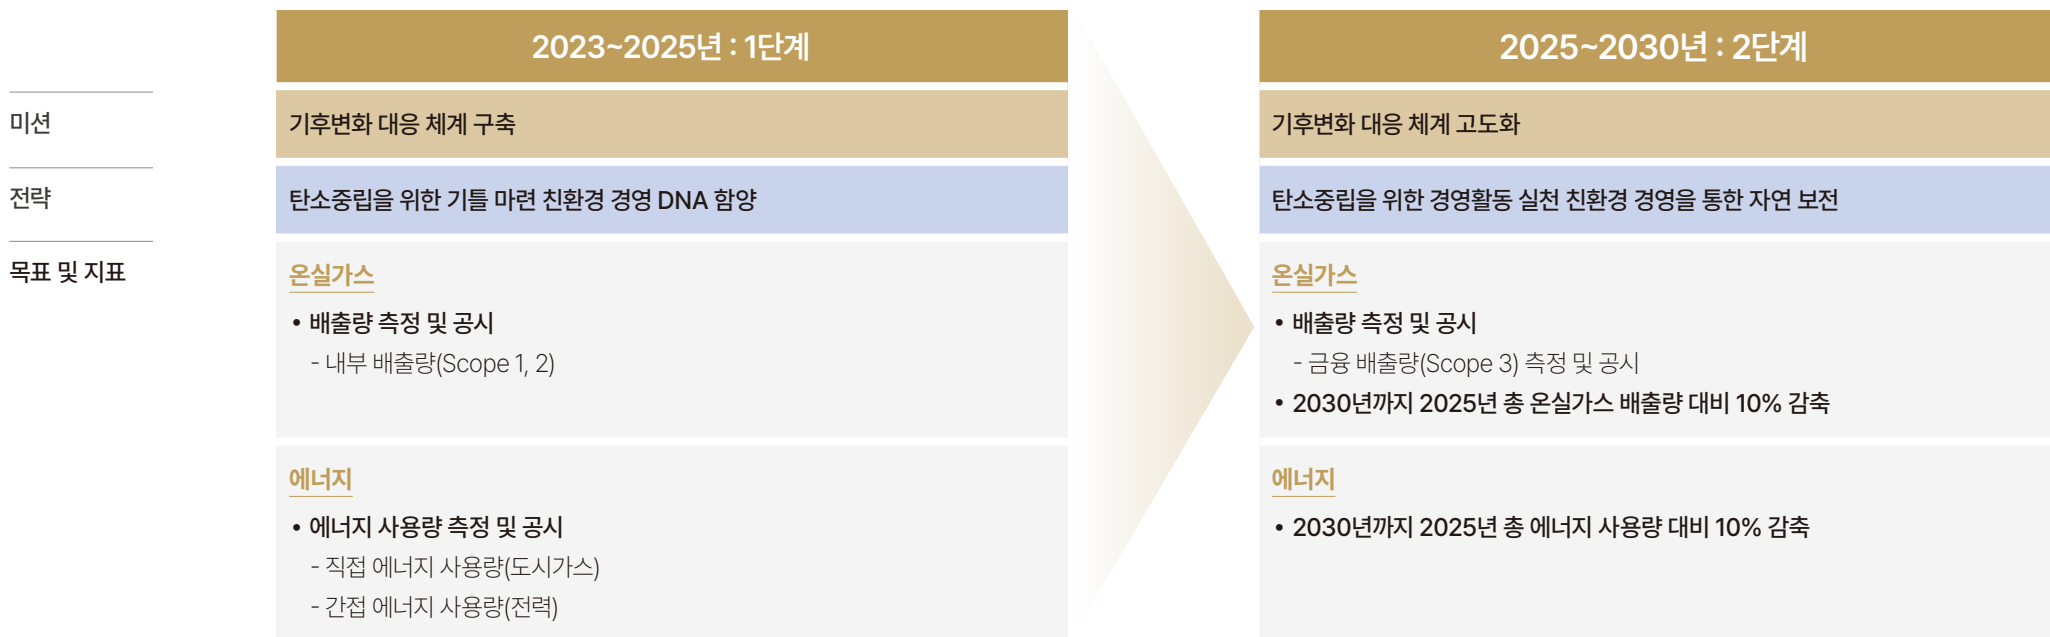 2023~2025년 : 1단계
2025~2030년 : 2단계
미션
기후변화 대응 체계 구축
기후변화 대응 체계 고도화
전략
탄소중립을 위한 기틀 마련 친환경 경영 DNA 함양
탄소중립을 위한 경영활동 실천 친환경 경영을 통한 자연 보전
목표 및 지표
온실가스
• 배출량 측정 및 공시
- 내부 배출량(Scope 1, 2)
온실가스
• 배출량 측정 및 공시
- 금융 배출량(Scope 3) 측정 및 공시
• 2030년까지 2025년 총 온실가스 배출량 대비 10% 감축
에너지
• 에너지 사용량 측정 및 공시
- 직접 에너지 사용량(도시가스)
- 간접 에너지 사용량(전력)
에너지
• 2030년까지 2025년 총 에너지 사용량 대비 10% 감축